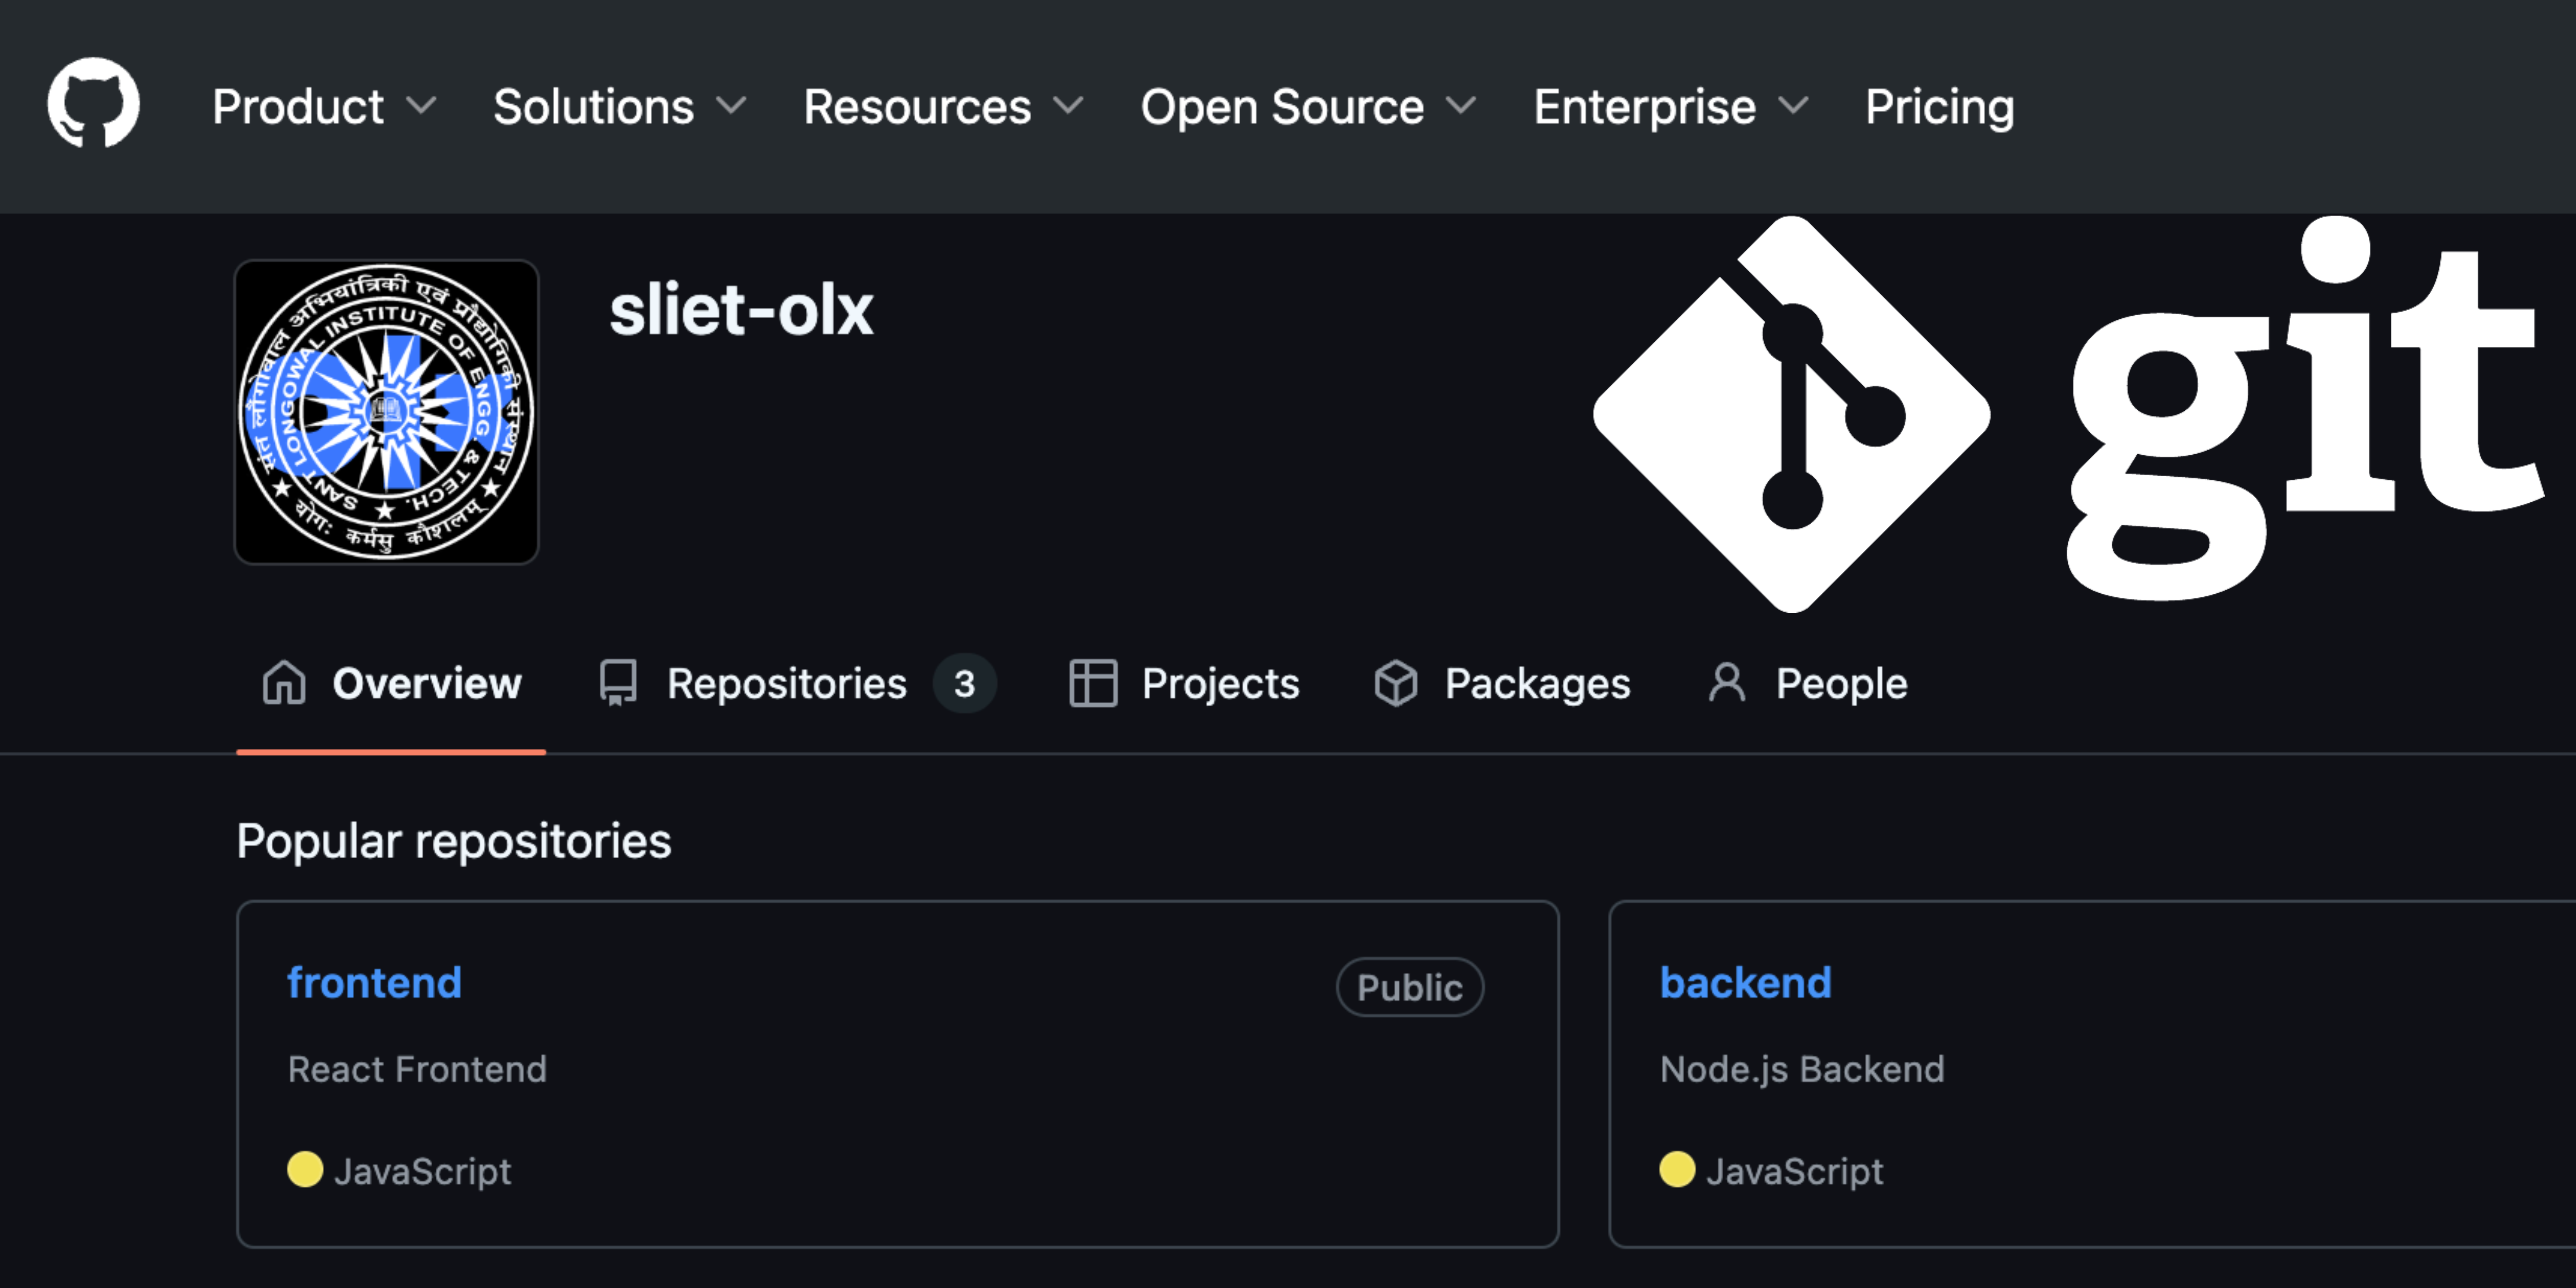 Product Solutions Resources Open Source Enterprise Pricing
संत लौंगोवाल अभियांत्रिकी एवं प्रौद्योगिकी संस्थान
SANT LONGOWAL INSTITUTE OF ENGG. & TECH.
योगः कर्मसु कौशलम्
sliet-olx
git
Overview Repositories 3 Projects Packages People
Popular repositories
frontend Public
React Frontend
JavaScript
backend
Node.js Backend
JavaScript